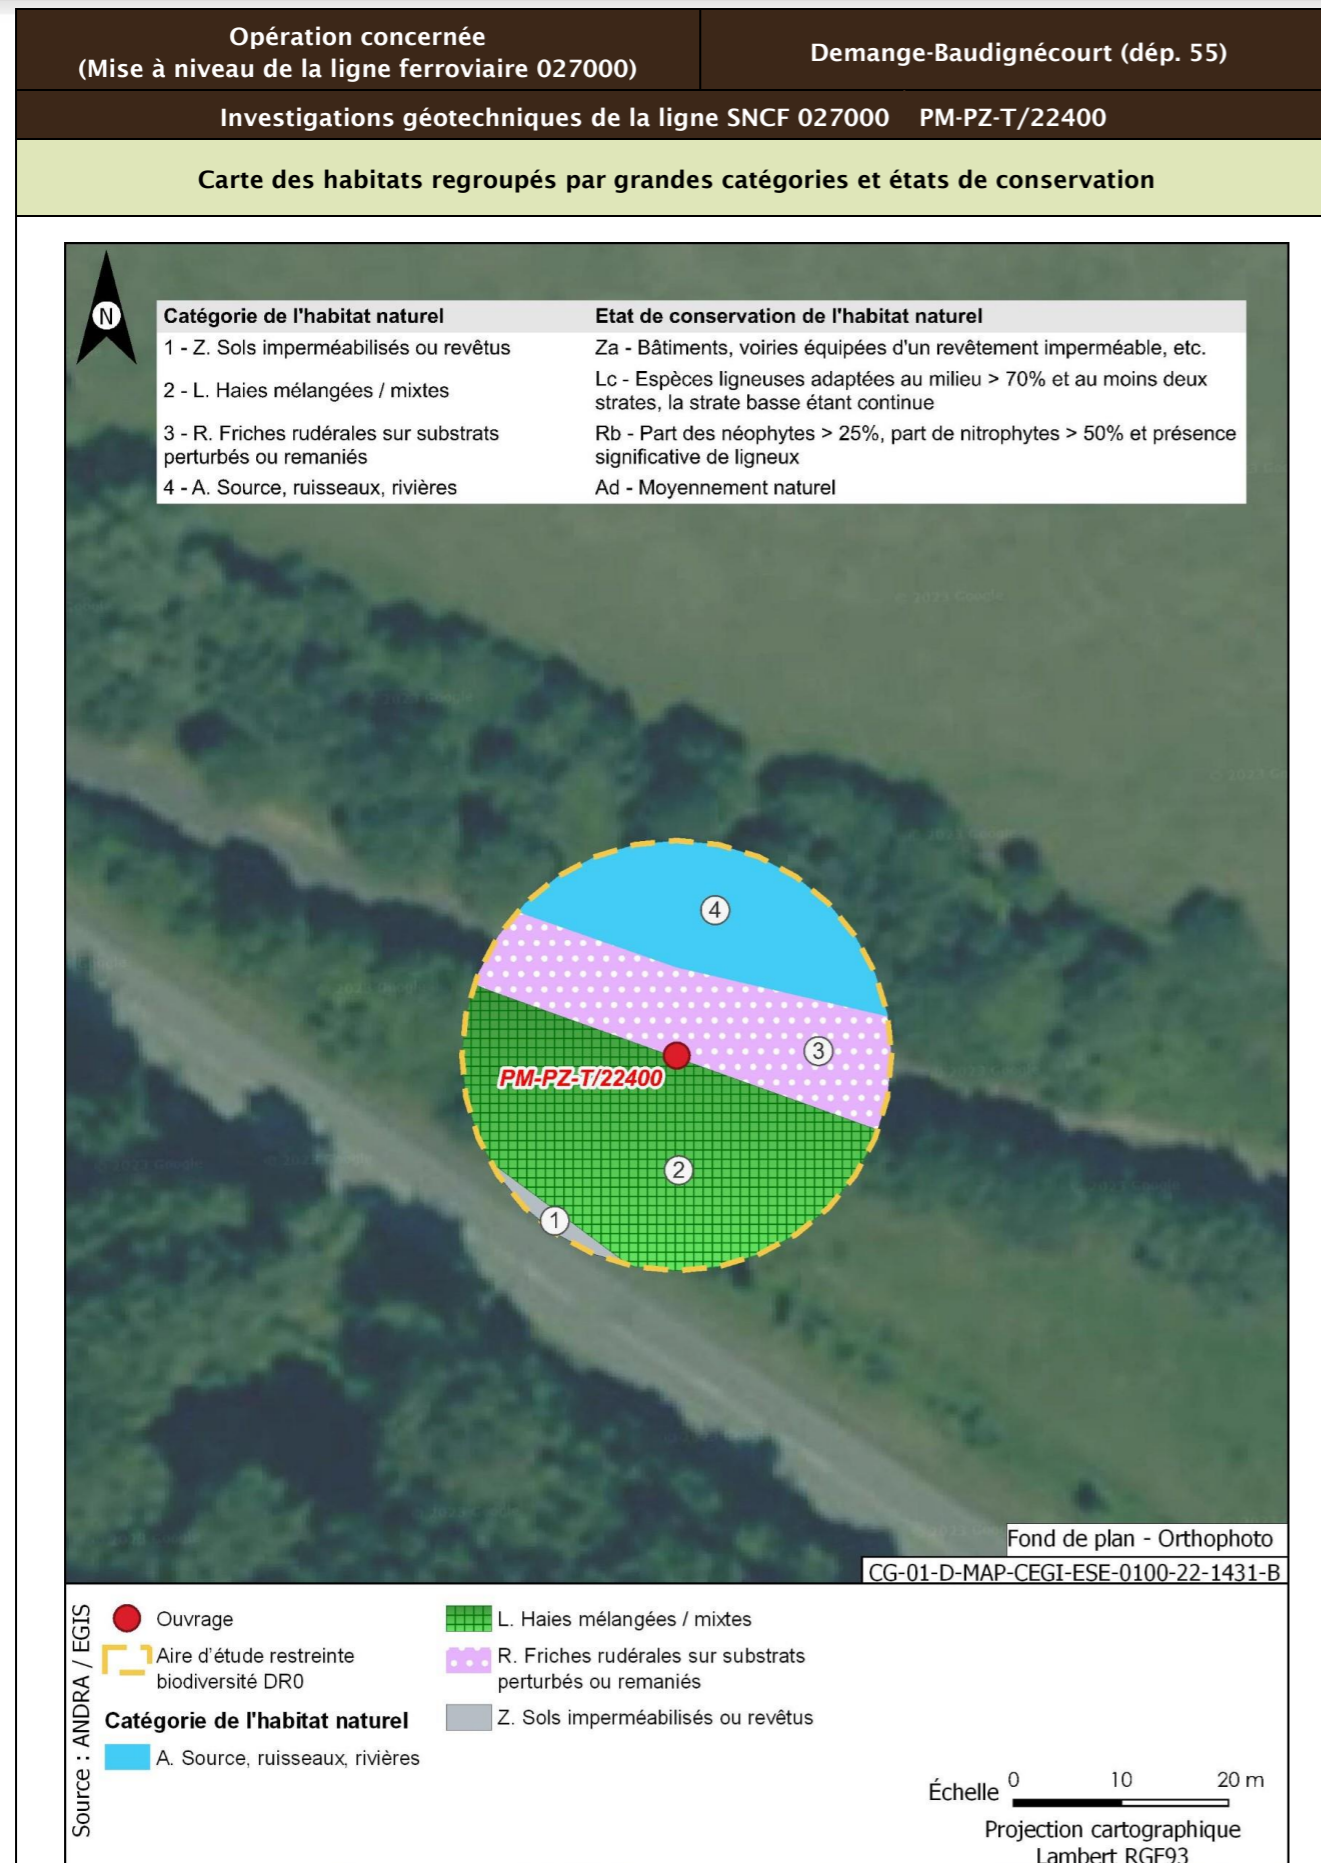 Opération concernée
(Mise à niveau de la ligne ferroviaire 027000)
Demange-Baudignécourt (dép. 55)
Investigations géotechniques de la ligne SNCF 027000 PM-PZ-T/22400
Carte des habitats regroupés par grandes catégories et états de conservation
N
Catégorie de l'habitat naturel
Etat de conservation de l'habitat naturel
1 - Z. Sols imperméabilisés ou revêtus
Za - Bâtiments, voiries équipées d'un revêtement imperméable, etc.
2 - L. Haies mélangées / mixtes
Lc - Espèces ligneuses adaptées au milieu > 70% et au moins deux
strates, la strate basse étant continue
3 - R. Friches rudérales sur substrats
perturbés ou remaniés
Rb - Part des néophytes > 25%, part de nitrophytes > 50% et présence
significative de ligneux
4 - A. Source, ruisseaux, rivières
Ad - Moyennement naturel
© 2023 Google
4
3
PM-PZ-T/22400
2
1
Fond de plan - Orthophoto
CG-01-D-MAP-CEGI-ESE-0100-22-1431-B
Source : ANDRA / EGIS
Ouvrage
Aire d'étude restreinte
biodiversité DR0
Catégorie de l'habitat naturel
A. Source, ruisseaux, rivières
L. Haies mélangées / mixtes
R. Friches rudérales sur substrats
perturbés ou remaniés
Z. Sols imperméabilisés ou revêtus
Échelle 0 10 20 m
Projection cartographique
Lambert RGF93